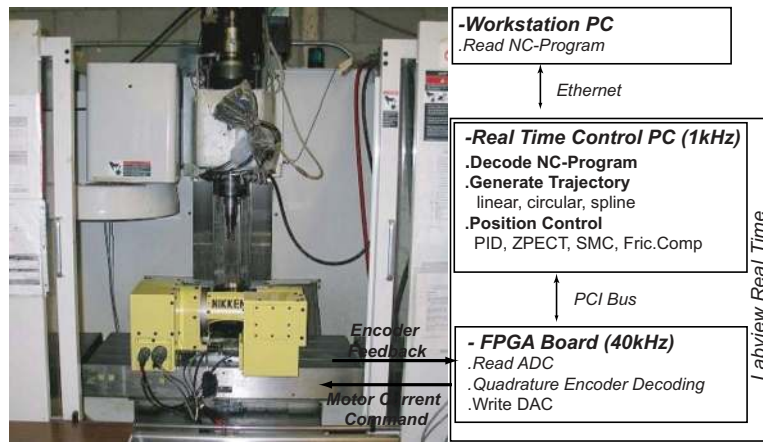 -Workstation PC
.Read NC-Program
Ethernet
-Real Time Control PC (1kHz)
.Decode NC-Program
.Generate Trajectory
linear, circular, spline
.Position Control
PID, ZPECT, SMC, Fric.Comp
PCI Bus
- FPGA Board (40kHz)
.Read ADC
.Quadrature Encoder Decoding
.Write DAC
Labview Real Time
Encoder
Feedback
Motor Current
Command
NIKKEN